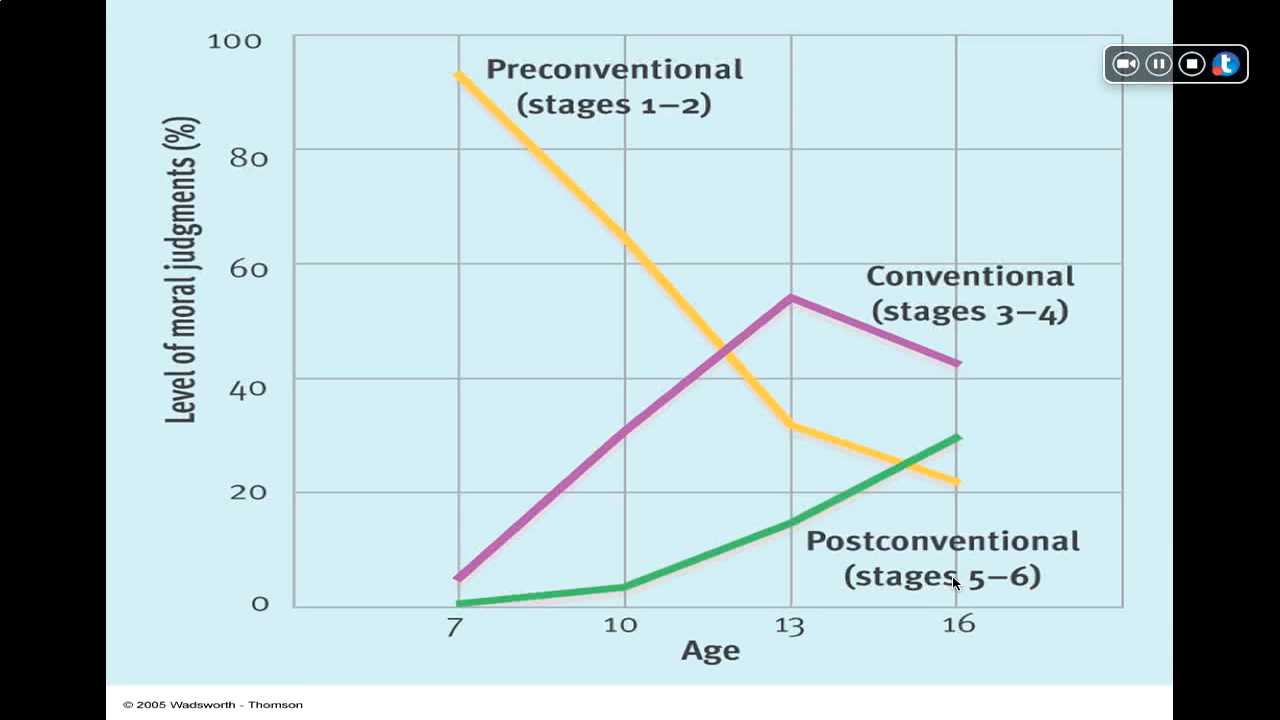 100
Preconventional
(stages 1–2)
80
60
Conventional
(stages 3–4)
40
20
Postconventional
(stages 5–6)
0
7 10 13 16
Age
Level of moral judgments (%)
© 2005 Wadsworth - Thomson
t